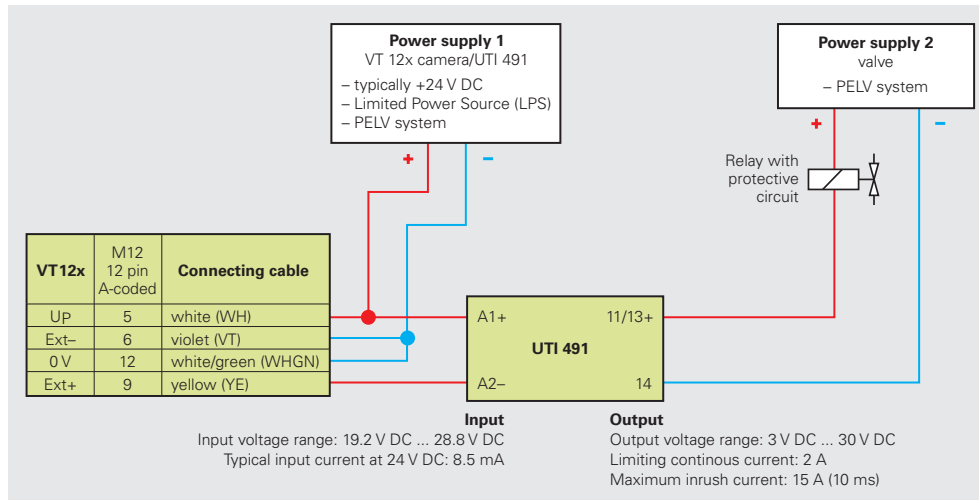 Power supply 1
VT 12x camera/UTI 491
– typically +24 V DC
– Limited Power Source (LPS)
– PELV system
+
–
Power supply 2
valve
– PELV system
+
–
Relay with
protective
circuit
VT12x
M12
12 pin
A-coded
Connecting cable
UP 5 white (WH)
Ext– 6 violet (VT)
0 V 12 white/green (WHGN)
Ext+ 9 yellow (YE)
A1+ 11/13+
UTI 491
A2– 14
Input
Input voltage range: 19.2 V DC ... 28.8 V DC
Typical input current at 24 V DC: 8.5 mA
Output
Output voltage range: 3 V DC ... 30 V DC
Limiting continous current: 2 A
Maximum inrush current: 15 A (10 ms)